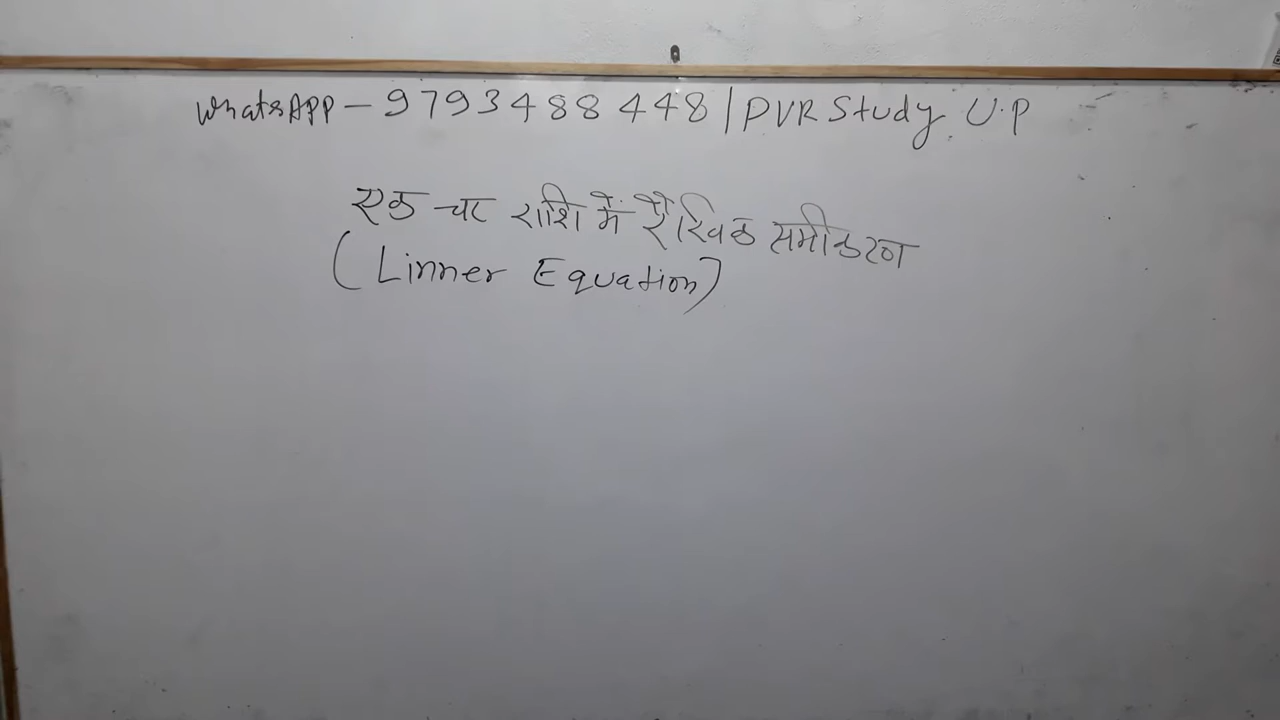 WhatsAPP - 9793488448 | PVR Study U.P
एक चर राशि में रैखिक समीकरण
(Linner Equation)